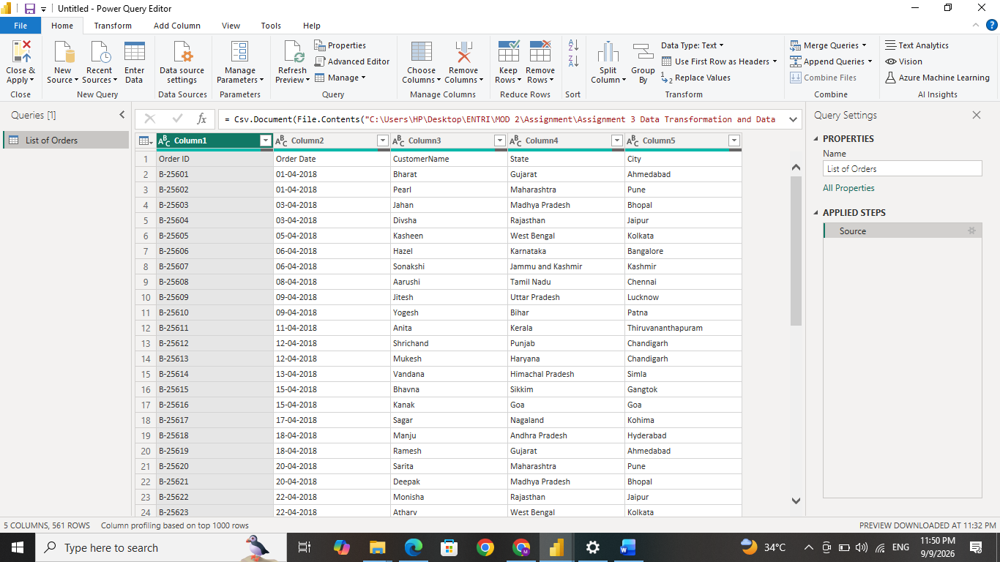 Untitled - Power Query Editor
File Home Transform Add Column View Tools Help
Close & Apply
Close
New Source
Recent Sources
Enter Data
New Query
Data source settings
Data Sources
Manage Parameters
Parameters
Refresh Preview
Properties
Advanced Editor
Manage
Query
Choose Columns
Remove Columns
Manage Columns
Keep Rows
Remove Rows
Reduce Rows
Sort
Split Column
Group By
Data Type: Text
Use First Row as Headers
Replace Values
Transform
Merge Queries
Append Queries
Combine Files
Combine
Text Analytics
Vision
Azure Machine Learning
AI Insights
Queries [1]
List of Orders
= Csv.Document(File.Contents("C:\Users\HP\Desktop\ENTRI\MOD 2\Assignment\Assignment 3 Data Transformation and Data
Column1 Column2 Column3 Column4 Column5
1 Order ID Order Date CustomerName State City
2 B-25601 01-04-2018 Bharat Gujarat Ahmedabad
3 B-25602 01-04-2018 Pearl Maharashtra Pune
4 B-25603 03-04-2018 Jahan Madhya Pradesh Bhopal
5 B-25604 03-04-2018 Divsha Rajasthan Jaipur
6 B-25605 05-04-2018 Kasheen West Bengal Kolkata
7 B-25606 06-04-2018 Hazel Karnataka Bangalore
8 B-25607 06-04-2018 Sonakshi Jammu and Kashmir Kashmir
9 B-25608 08-04-2018 Aarushi Tamil Nadu Chennai
10 B-25609 09-04-2018 Jitesh Uttar Pradesh Lucknow
11 B-25610 09-04-2018 Yogesh Bihar Patna
12 B-25611 11-04-2018 Anita Kerala Thiruvananthapuram
13 B-25612 12-04-2018 Shrichand Punjab Chandigarh
14 B-25613 12-04-2018 Mukesh Haryana Chandigarh
15 B-25614 13-04-2018 Vandana Himachal Pradesh Simla
16 B-25615 15-04-2018 Bhavna Sikkim Gangtok
17 B-25616 15-04-2018 Kanak Goa Goa
18 B-25617 17-04-2018 Sagar Nagaland Kohima
19 B-25618 18-04-2018 Manju Andhra Pradesh Hyderabad
20 B-25619 18-04-2018 Ramesh Gujarat Ahmedabad
21 B-25620 20-04-2018 Sarita Maharashtra Pune
22 B-25621 20-04-2018 Deepak Madhya Pradesh Bhopal
23 B-25622 22-04-2018 Monisha Rajasthan Jaipur
24 B-25623 22-04-2018 Atharv West Bengal Kolkata
Query Settings
PROPERTIES
Name
List of Orders
All Properties
APPLIED STEPS
Source
5 COLUMNS, 561 ROWS Column profiling based on top 1000 rows
PREVIEW DOWNLOADED AT 11:32 PM
Type here to search
34°C
ENG
11:50 PM
9/9/2026